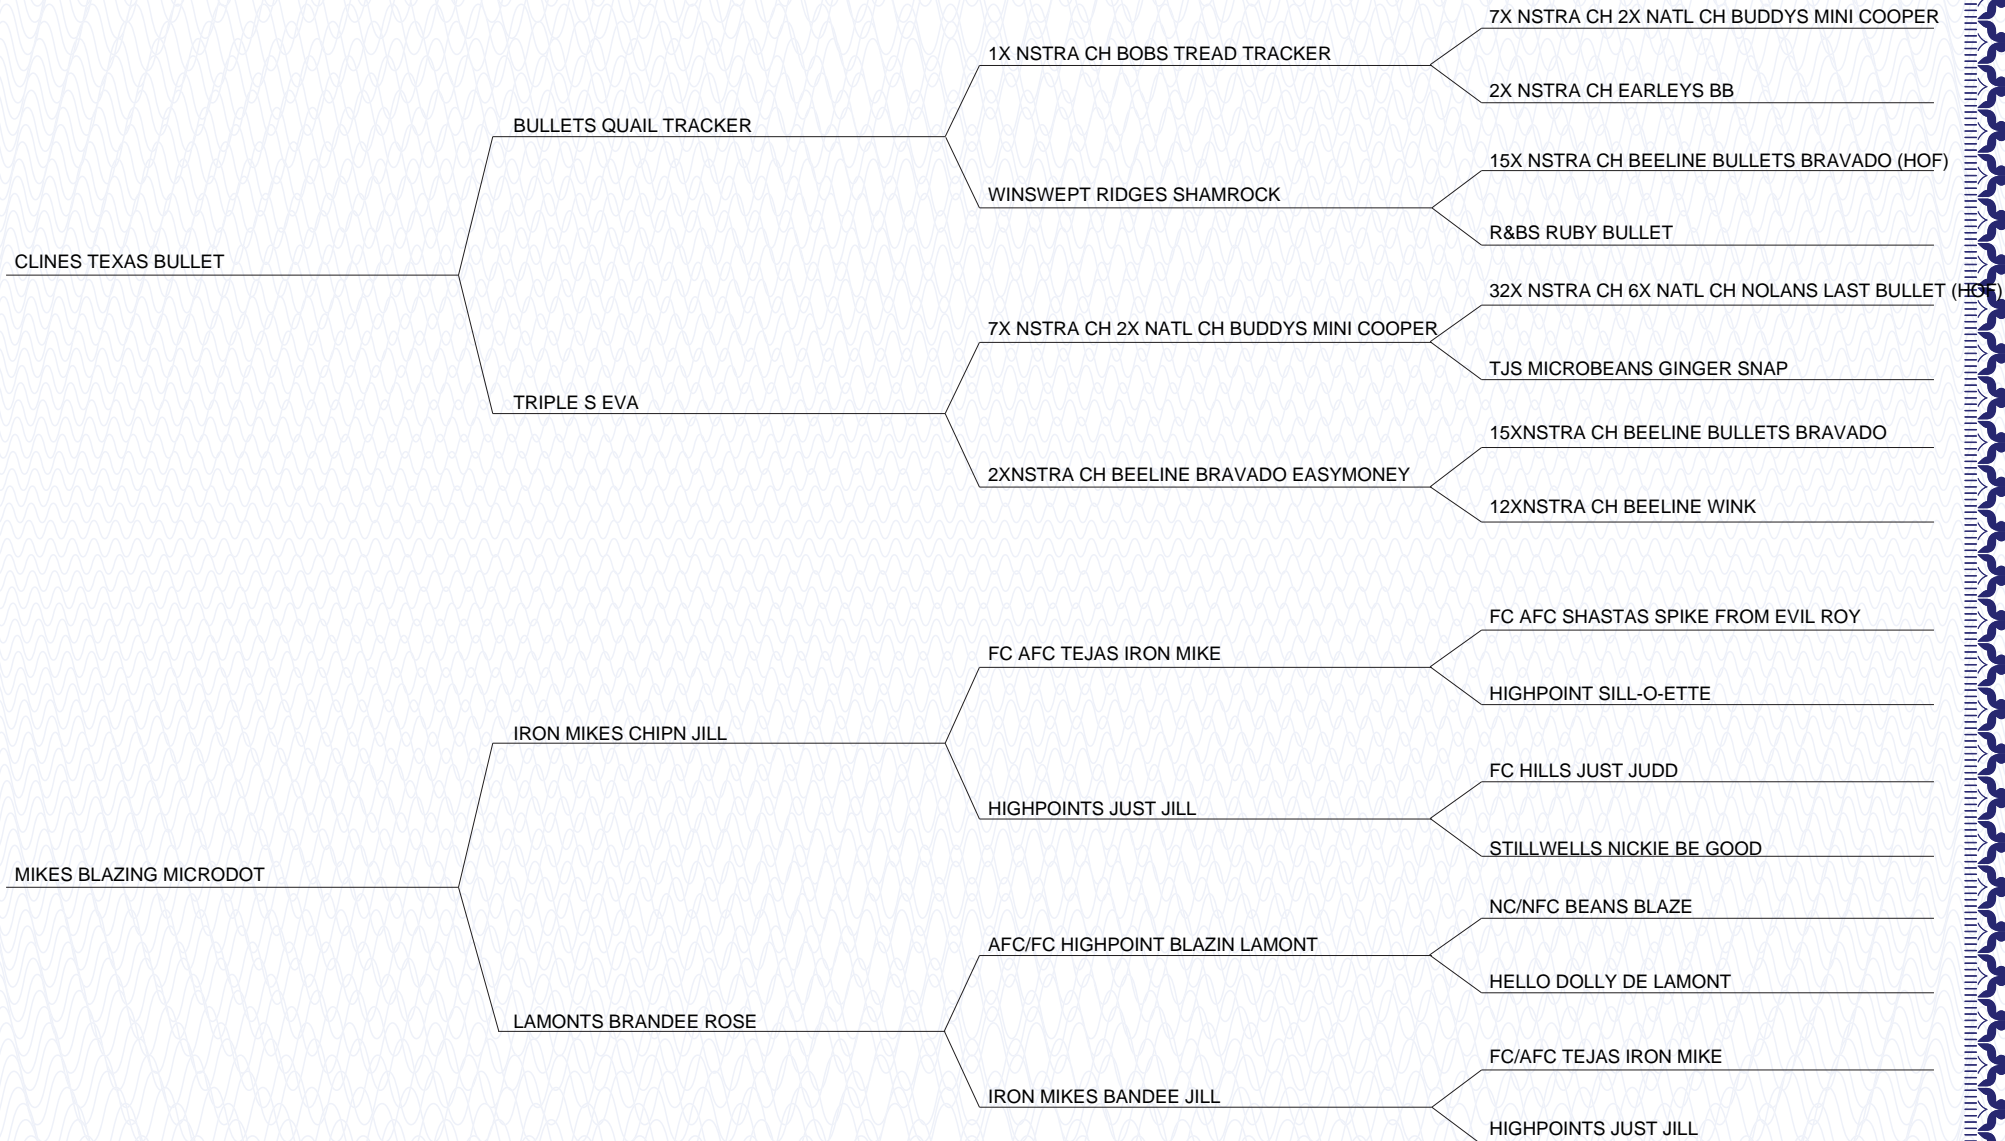 7X NSTRA CH 2X NATL CH BUDDYS MINI COOPER
1X NSTRA CH BOBS TREAD TRACKER
2X NSTRA CH EARLEYS BB
BULLETS QUAIL TRACKER
15X NSTRA CH BEELINE BULLETS BRAVADO (HOF)
WINSWEPT RIDGES SHAMROCK
R&BS RUBY BULLET
CLINES TEXAS BULLET
32X NSTRA CH 6X NATL CH NOLANS LAST BULLET (HOF)
7X NSTRA CH 2X NATL CH BUDDYS MINI COOPER
TJS MICROBEANS GINGER SNAP
TRIPLE S EVA
15XNSTRA CH BEELINE BULLETS BRAVADO
2XNSTRA CH BEELINE BRAVADO EASYMONEY
12XNSTRA CH BEELINE WINK
FC AFC SHASTAS SPIKE FROM EVIL ROY
FC AFC TEJAS IRON MIKE
HIGHPOINT SILL-O-ETTE
IRON MIKES CHIPN JILL
FC HILLS JUST JUDD
HIGHPOINTS JUST JILL
STILLWELLS NICKIE BE GOOD
MIKES BLAZING MICRODOT
NC/NFC BEANS BLAZE
AFC/FC HIGHPOINT BLAZIN LAMONT
HELLO DOLLY DE LAMONT
LAMONTS BRANDEE ROSE
FC/AFC TEJAS IRON MIKE
IRON MIKES BANDEE JILL
HIGHPOINTS JUST JILL